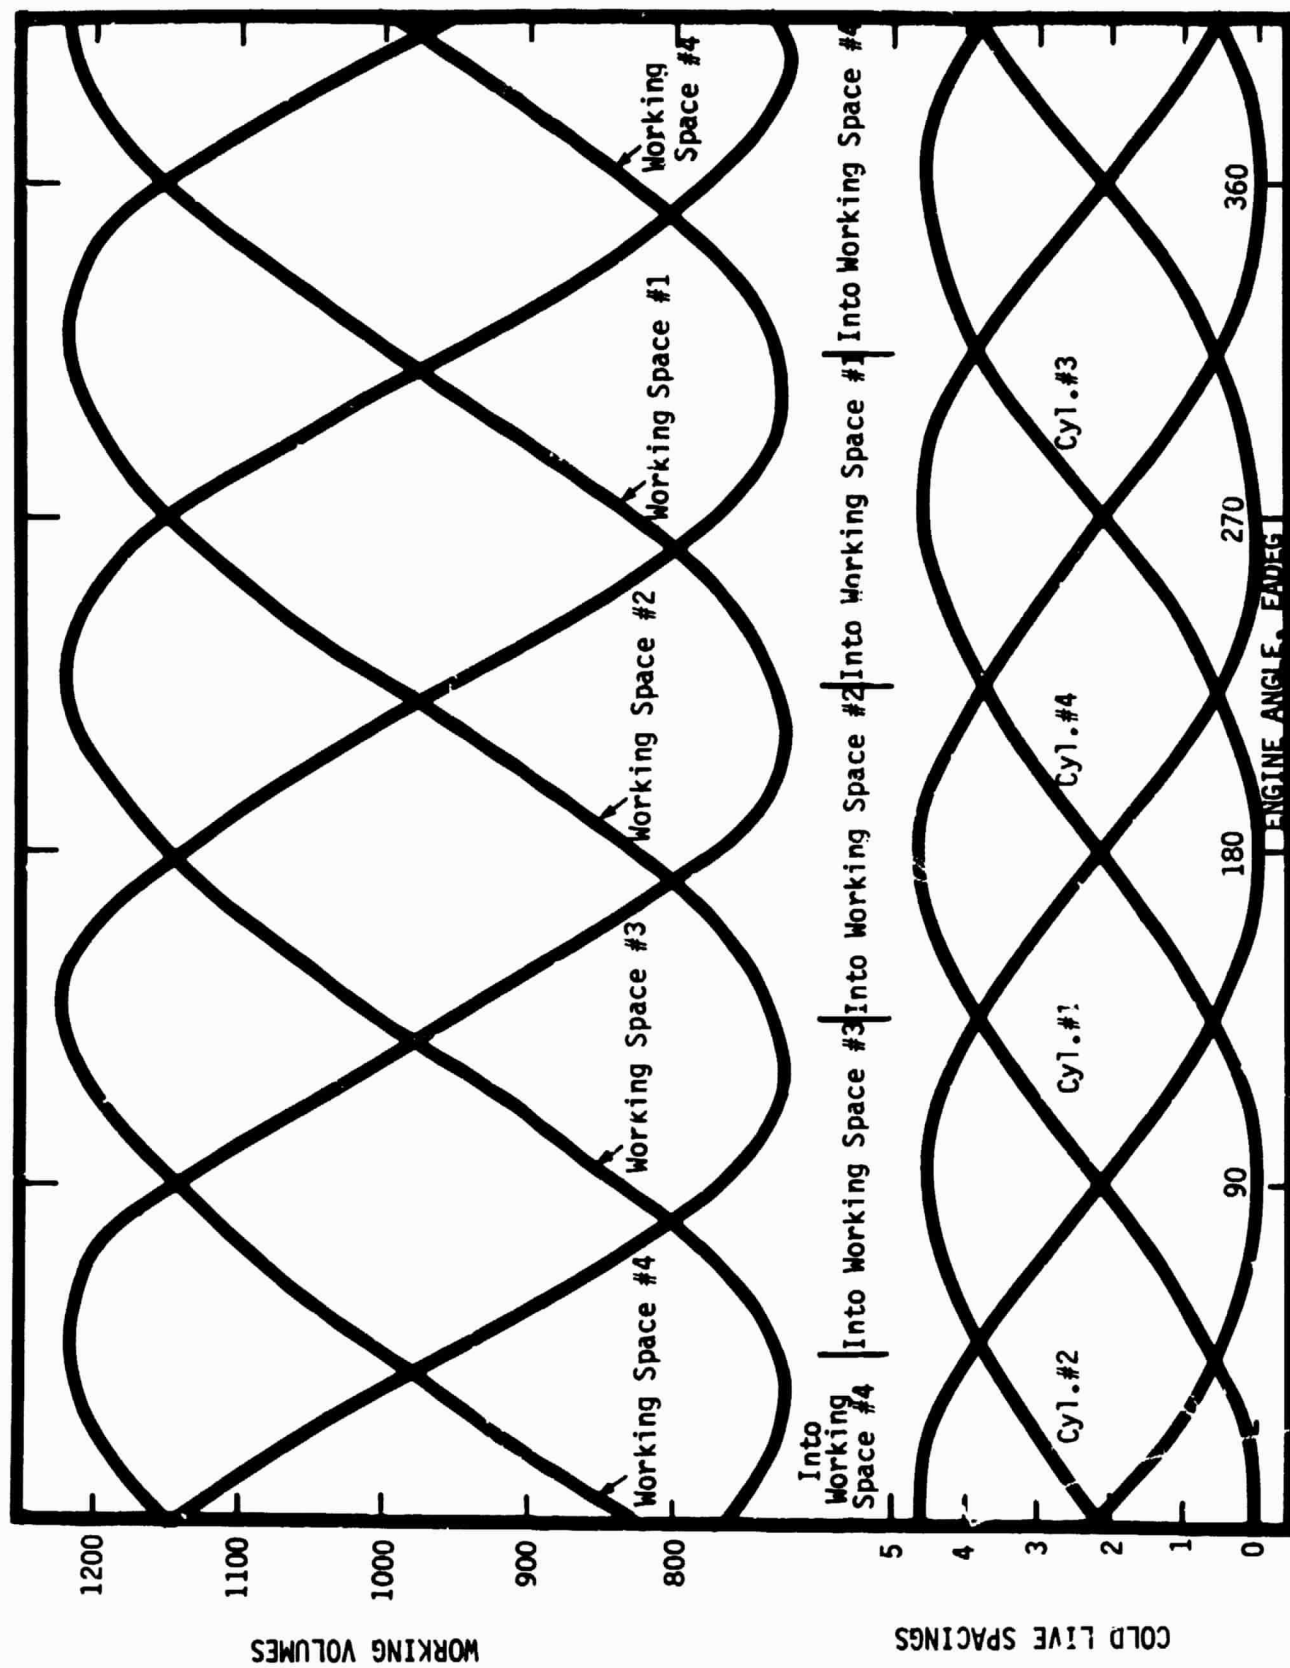 WORKING VOLUMES
1200
1100
1000
900
800
Working Space #4
Working Space #3
Working Space #2
Working Space #1
Working
Space #4
Into
Working
Space #4
Into Working Space #3
Into Working Space #2
Into Working Space #1
Into Working Space #4
COLD LIVE SPACINGS
5
4
3
2
1
0
Cyl.#2
Cyl.#1
Cyl.#4
Cyl.#3
90
180
270
360
ENGINE ANGLE, EADEG